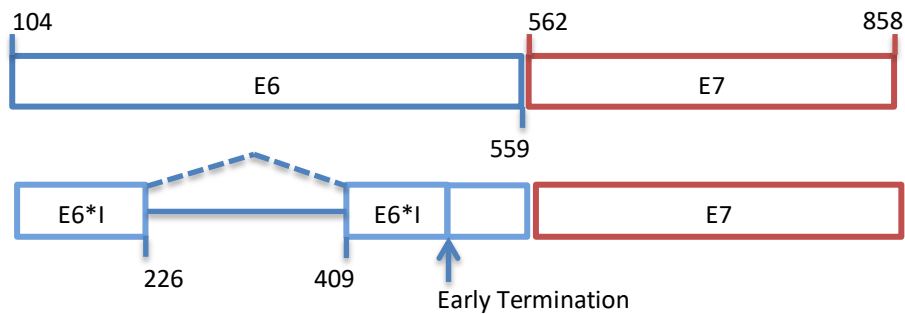 104 562 858
E6 E7
559
E6*I E6*I E7
226 409
Early Termination